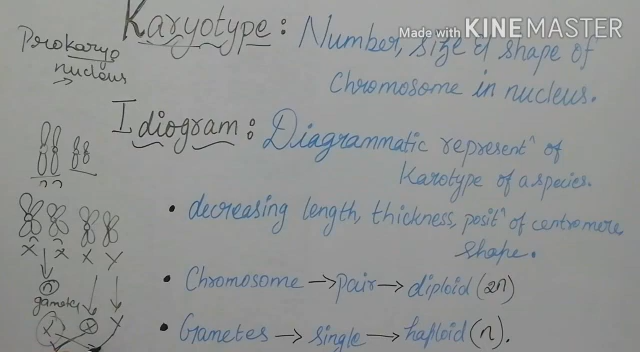 Made with KINEMASTER
Karyotype: Number, size & shape of
Chromosome in nucleus.
Prokaryo
nucleus
Idiogram: Diagrammatic represent^n of
Karotype of a species.
• decreasing length, thickness, posit^n of centromere,
shape.
• Chromosome → pair → diploid (2n)
• Gametes → single → haploid (n).
X X X Y
n
gametes
X X Y